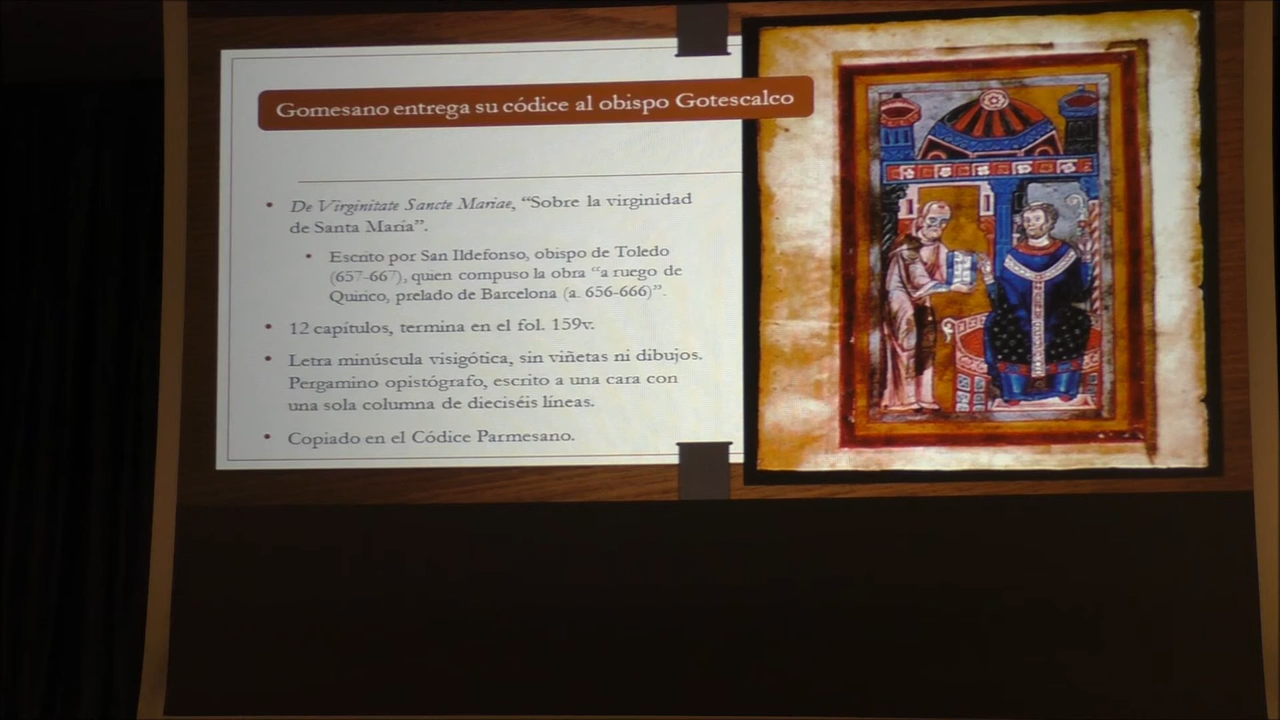 Gomesano entrega su códice al obispo Gotescalco
• De Virginitate Sancte Mariae, “Sobre la virginidad
de Santa María”.
• Escrito por San Ildefonso, obispo de Toledo
(657-667), quien compuso la obra “a ruego de
Quirico, prelado de Barcelona (a. 656-666)”.
• 12 capítulos, termina en el fol. 159v.
• Letra minúscula visigótica, sin viñetas ni dibujos.
Pergamino opistógrafo, escrito a una cara con
una sola columna de dieciséis líneas.
• Copiado en el Códice Parmesano.